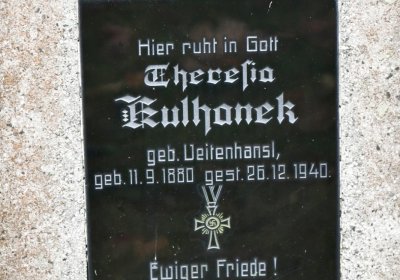 Hier ruht in Gott
Theresia
Kulhanek
geb. Veitenhansl,
geb. 11.9.1880 gest. 26.12.1940.
Ewiger Friede!